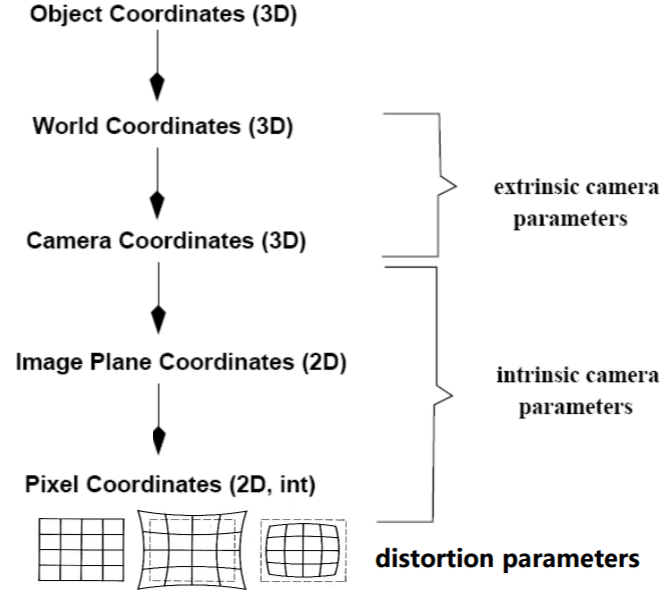 Object Coordinates (3D)
World Coordinates (3D)
extrinsic camera
parameters
Camera Coordinates (3D)
Image Plane Coordinates (2D)
intrinsic camera
parameters
Pixel Coordinates (2D, int)
distortion parameters